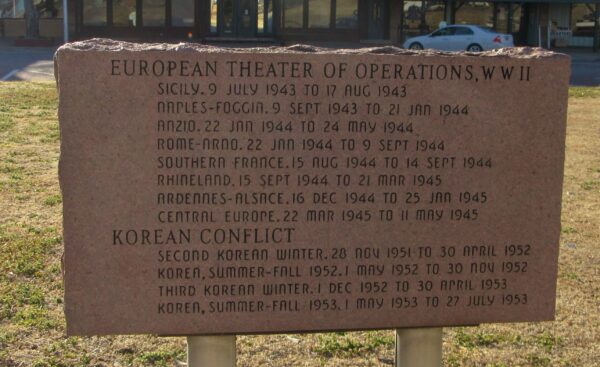 EUROPEAN THEATER OF OPERATIONS, WW II
SICILY. 9 JULY 1943 TO 17 AUG 1943
NAPLES-FOGGIA. 9 SEPT 1943 TO 21 JAN 1944
ANZIO. 22 JAN 1944 TO 24 MAY 1944
ROME-ARNO. 22 JAN 1944 TO 9 SEPT 1944
SOUTHERN FRANCE. 15 AUG 1944 TO 14 SEPT 1944
RHINELAND. 15 SEPT 1944 TO 21 MAR 1945
ARDENNES-ALSACE. 16 DEC 1944 TO 25 JAN 1945
CENTRAL EUROPE. 22 MAR 1945 TO 11 MAY 1945
KOREAN CONFLICT
SECOND KOREAN WINTER. 28 NOV 1951 TO 30 APRIL 1952
KOREA, SUMMER-FALL 1952. 1 MAY 1952 TO 30 NOV 1952
THIRD KOREAN WINTER. 1 DEC 1952 TO 30 APRIL 1953
KOREA, SUMMER-FALL 1953. 1 MAY 1953 TO 27 JULY 1953